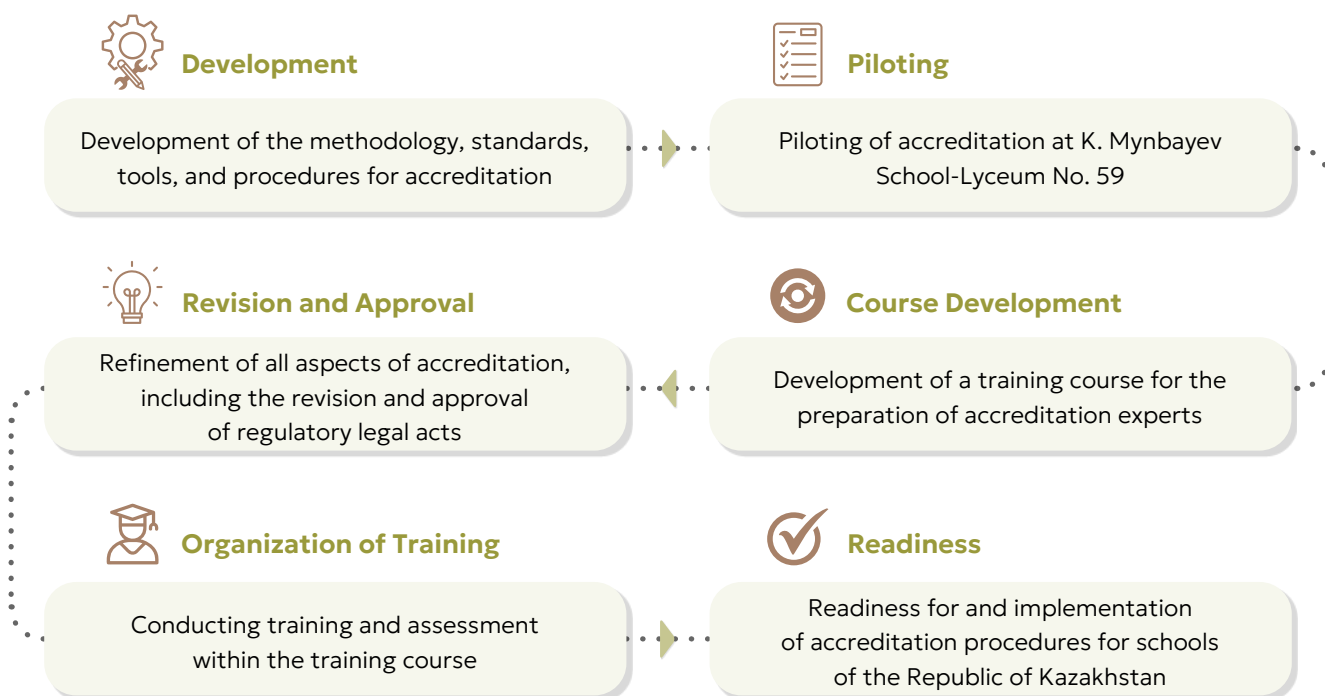 Development
Development of the methodology, standards,
tools, and procedures for accreditation
Piloting
Piloting of accreditation at K. Mynbayev
School-Lyceum No. 59
Course Development
Development of a training course for the
preparation of accreditation experts
Revision and Approval
Refinement of all aspects of accreditation,
including the revision and approval
of regulatory legal acts
Organization of Training
Conducting training and assessment
within the training course
Readiness
Readiness for and implementation
of accreditation procedures for schools
of the Republic of Kazakhstan